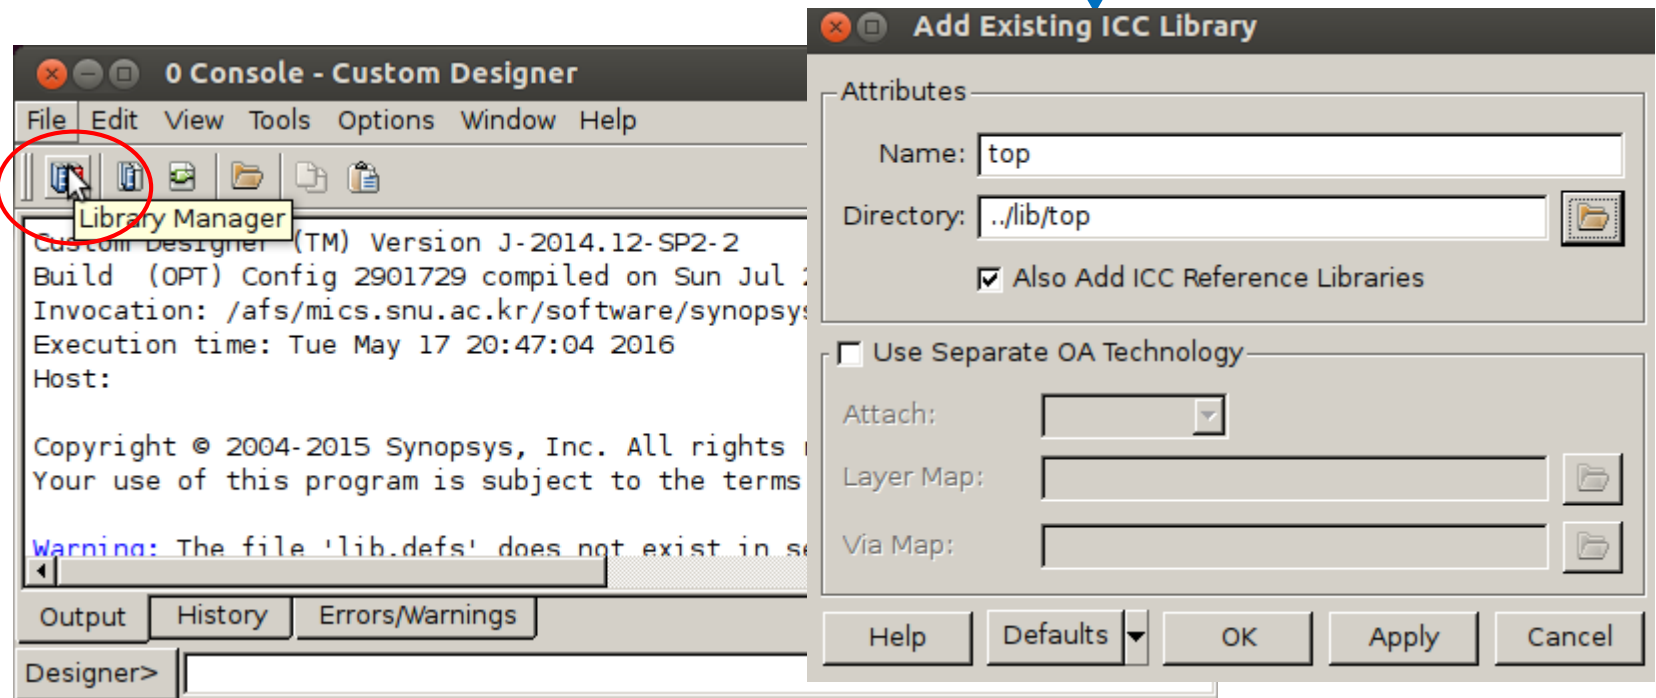 0 Console - Custom Designer
File Edit View Tools Options Window Help
Library Manager
Custom Designer (TM) Version J-2014.12-SP2-2
Build (OPT) Config 2901729 compiled on Sun Jul
Invocation: /afs/mics.snu.ac.kr/software/synopsys
Execution time: Tue May 17 20:47:04 2016
Host:
Copyright © 2004-2015 Synopsys, Inc. All rights
Your use of this program is subject to the terms
Warning: The file 'lib.defs' does not exist in
Output History Errors/Warnings
Designer>
Add Existing ICC Library
Attributes
Name: top
Directory: ../lib/top
Also Add ICC Reference Libraries
Use Separate OA Technology
Attach:
Layer Map:
Via Map:
Help Defaults OK Apply Cancel